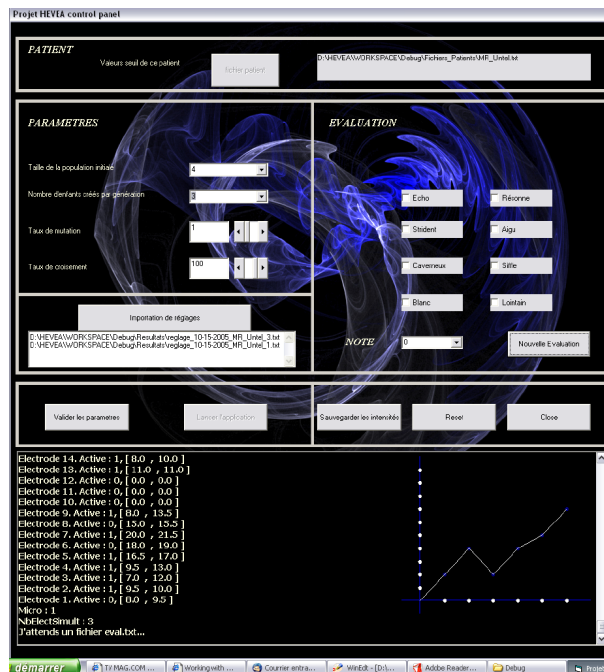 Projet HEVEA control panel
PATIENT
Valeurs seuil de ce patient
fichier patient
D:\HEVEA\WORKSPACE\Debug\Fichiers_Patients\MR_Untel.txt
PARAMETRES
Taille de la population initiale
4
Nombre d'enfants créés par génération
3
Taux de mutation
1
Taux de croisement
100
Importation de réglages
D:\HEVEA\WORKSPACE\Debug\Resultats\reglage_10-15-2005_MR_Untel_3.txt
D:\HEVEA\WORKSPACE\Debug\Resultats\reglage_10-15-2005_MR_Untel_1.txt
EVALUATION
Echo
Résonne
Strident
Aigu
Caverneux
Siffle
Blanc
Lointain
NOTE
0
Nouvelle Evaluation
Valider les parametres
Lancer l'application
Sauvegarder les intensités
Reset
Close
Electrode 14. Active : 1, [ 8.0 , 10.0 ]
Electrode 13. Active : 1, [ 11.0 , 11.0 ]
Electrode 12. Active : 0, [ 0.0 , 0.0 ]
Electrode 11. Active : 0, [ 0.0 , 0.0 ]
Electrode 10. Active : 0, [ 0.0 , 0.0 ]
Electrode 9. Active : 1, [ 8.0 , 13.5 ]
Electrode 8. Active : 0, [ 15.0 , 15.5 ]
Electrode 7. Active : 1, [ 20.0 , 21.5 ]
Electrode 6. Active : 0, [ 18.0 , 19.0 ]
Electrode 5. Active : 1, [ 16.5 , 17.0 ]
Electrode 4. Active : 1, [ 9.5 , 13.0 ]
Electrode 3. Active : 1, [ 7.0 , 12.0 ]
Electrode 2. Active : 1, [ 9.5 , 10.0 ]
Electrode 1. Active : 0, [ 8.0 , 9.5 ]
Micro : 1
NbElectSimult : 3
J'attends un fichier eval.txt...
démarrer
TV MAG.COM ...
Working with ...
Courrier entra...
WinEdt - [D:\...
Adobe Reader...
Debug
Projet